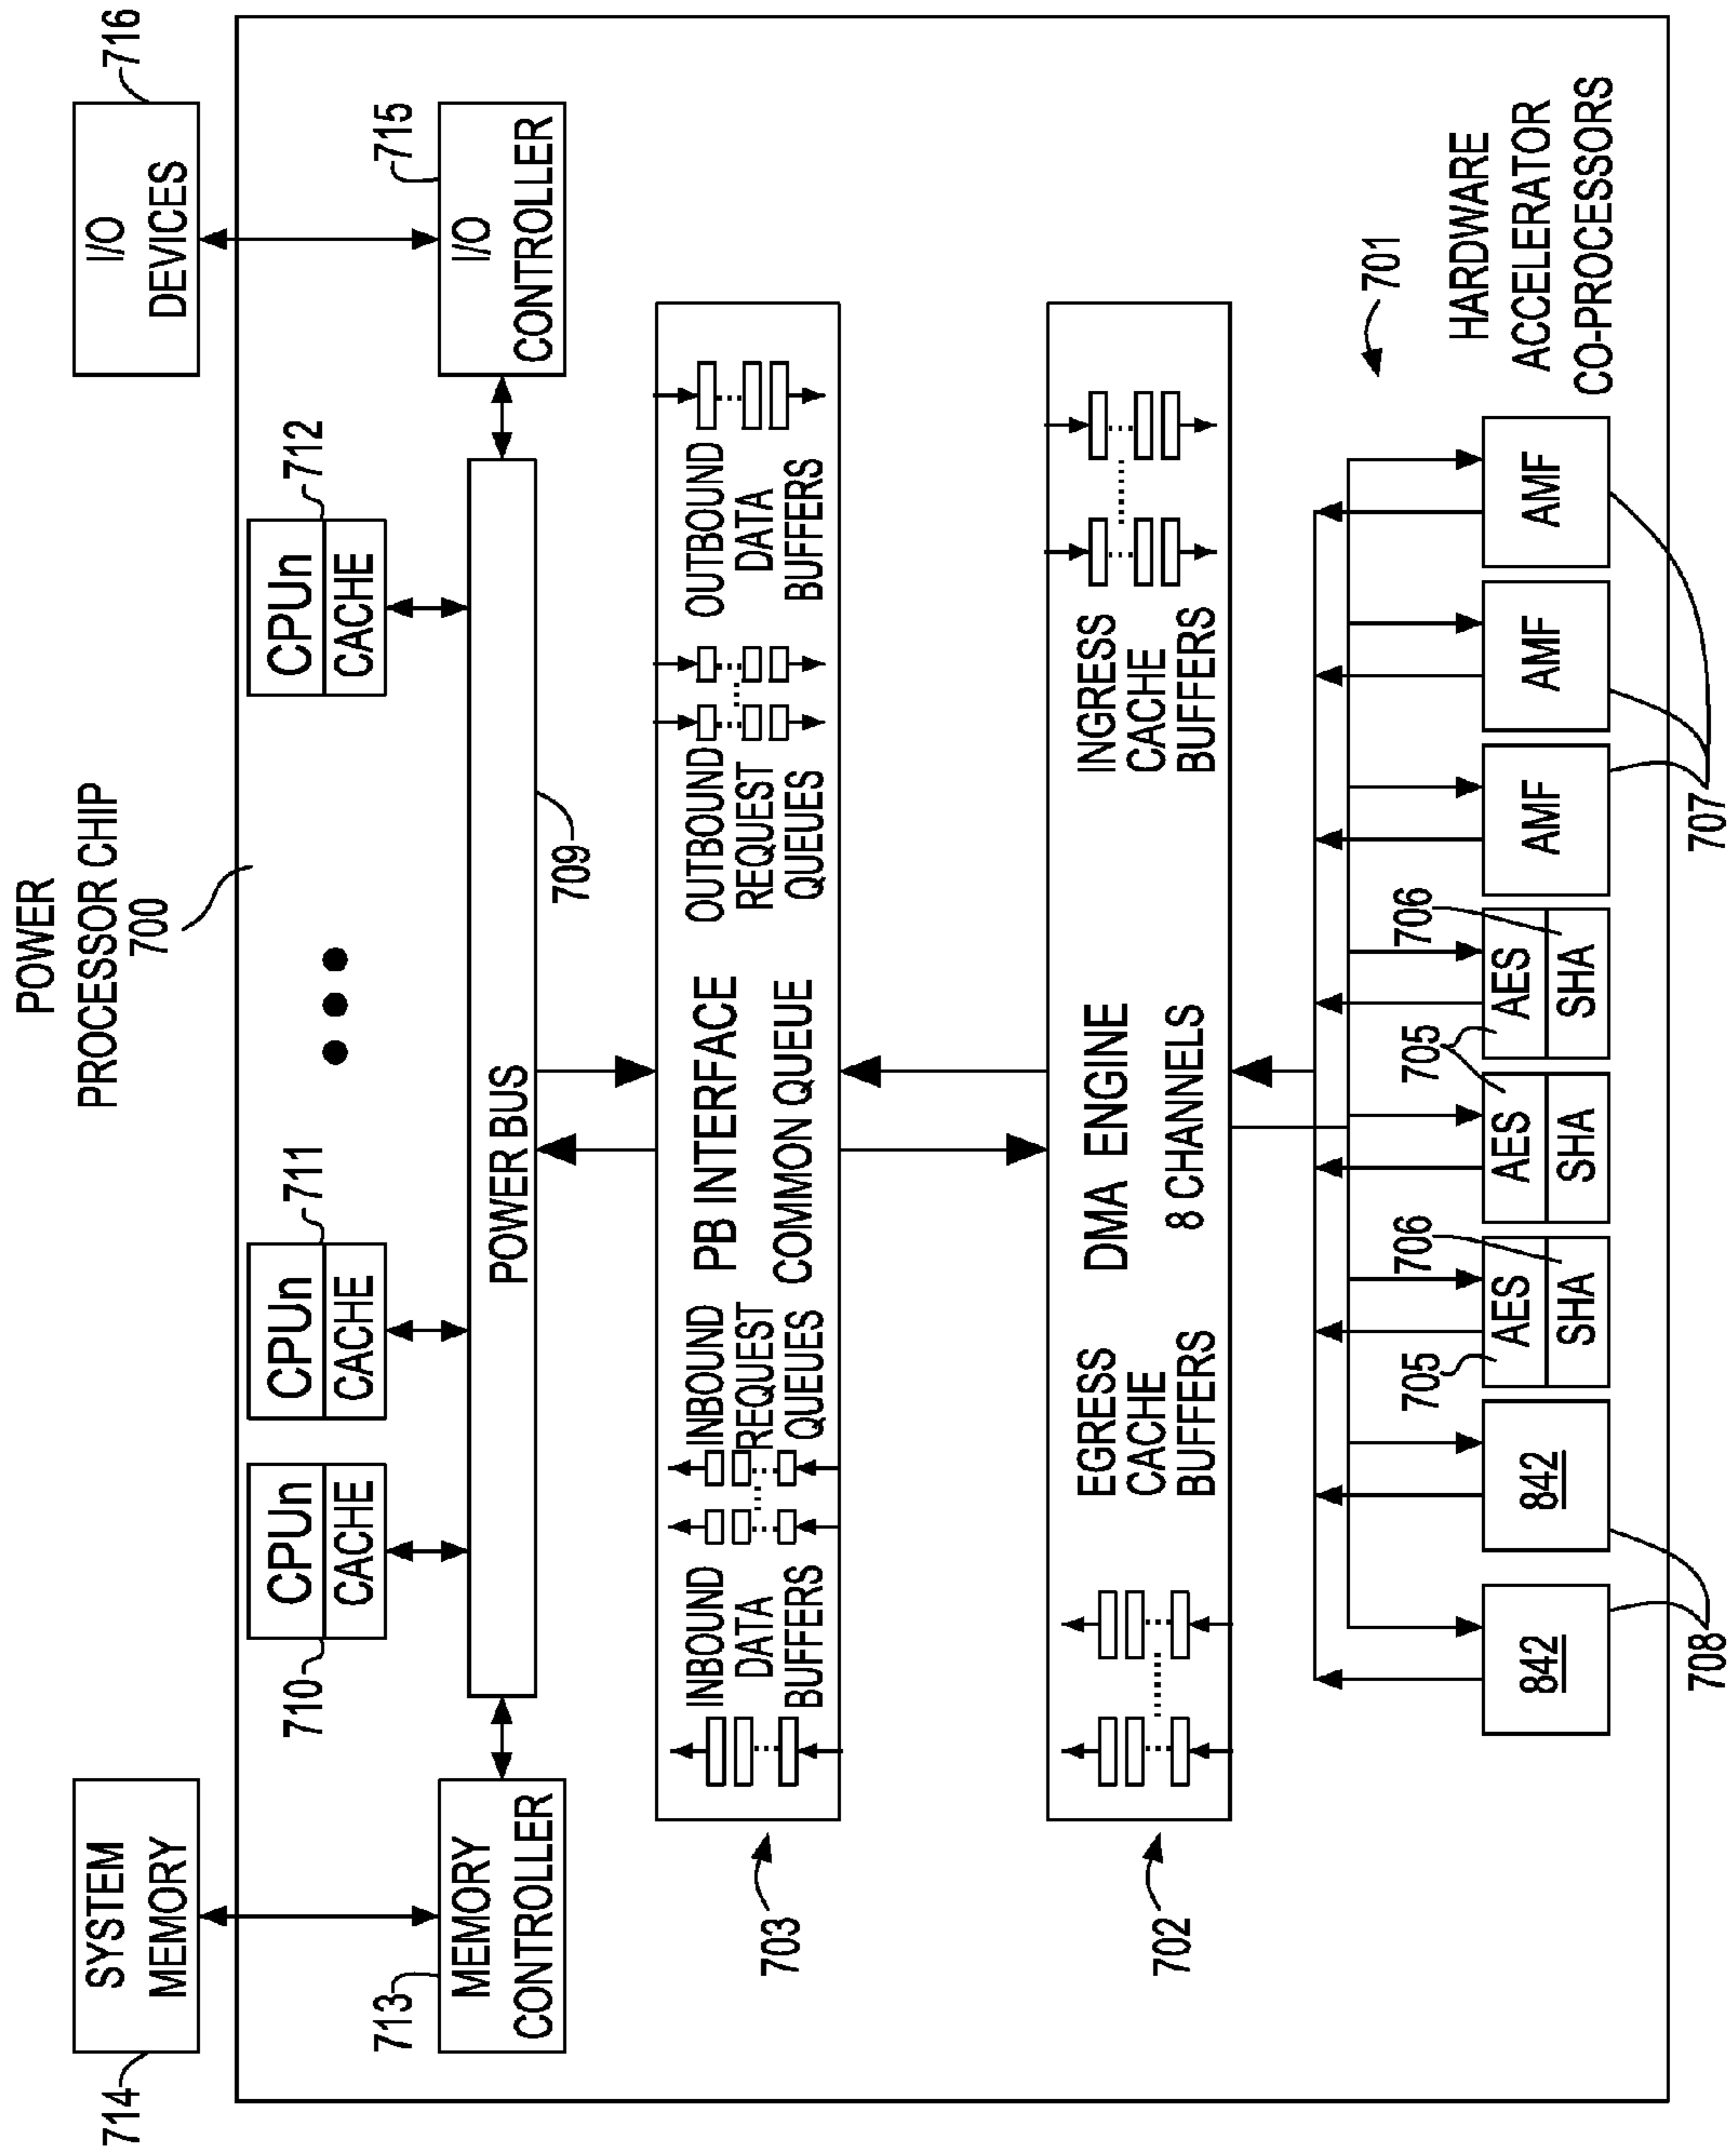 POWER
PROCESSOR CHIP
700
SYSTEM
MEMORY
714
I/O
DEVICES
716
CPUn
CACHE
710
CPUn
CACHE
711
CPUn
CACHE
712
MEMORY
CONTROLLER
713
POWER BUS
709
I/O
CONTROLLER
715
INBOUND
DATA
BUFFERS
INBOUND
REQUEST
QUEUES
PB INTERFACE
COMMON QUEUE
OUTBOUND
REQUEST
QUEUES
OUTBOUND
DATA
BUFFERS
703
EGRESS
CACHE
BUFFERS
DMA ENGINE
8 CHANNELS
INGRESS
CACHE
BUFFERS
702
701
HARDWARE
ACCELERATOR
CO-PROCESSORS
842
842
708
705
AES
SHA
706
AES
SHA
705
AES
SHA
706
AMF
AMF
AMF
707